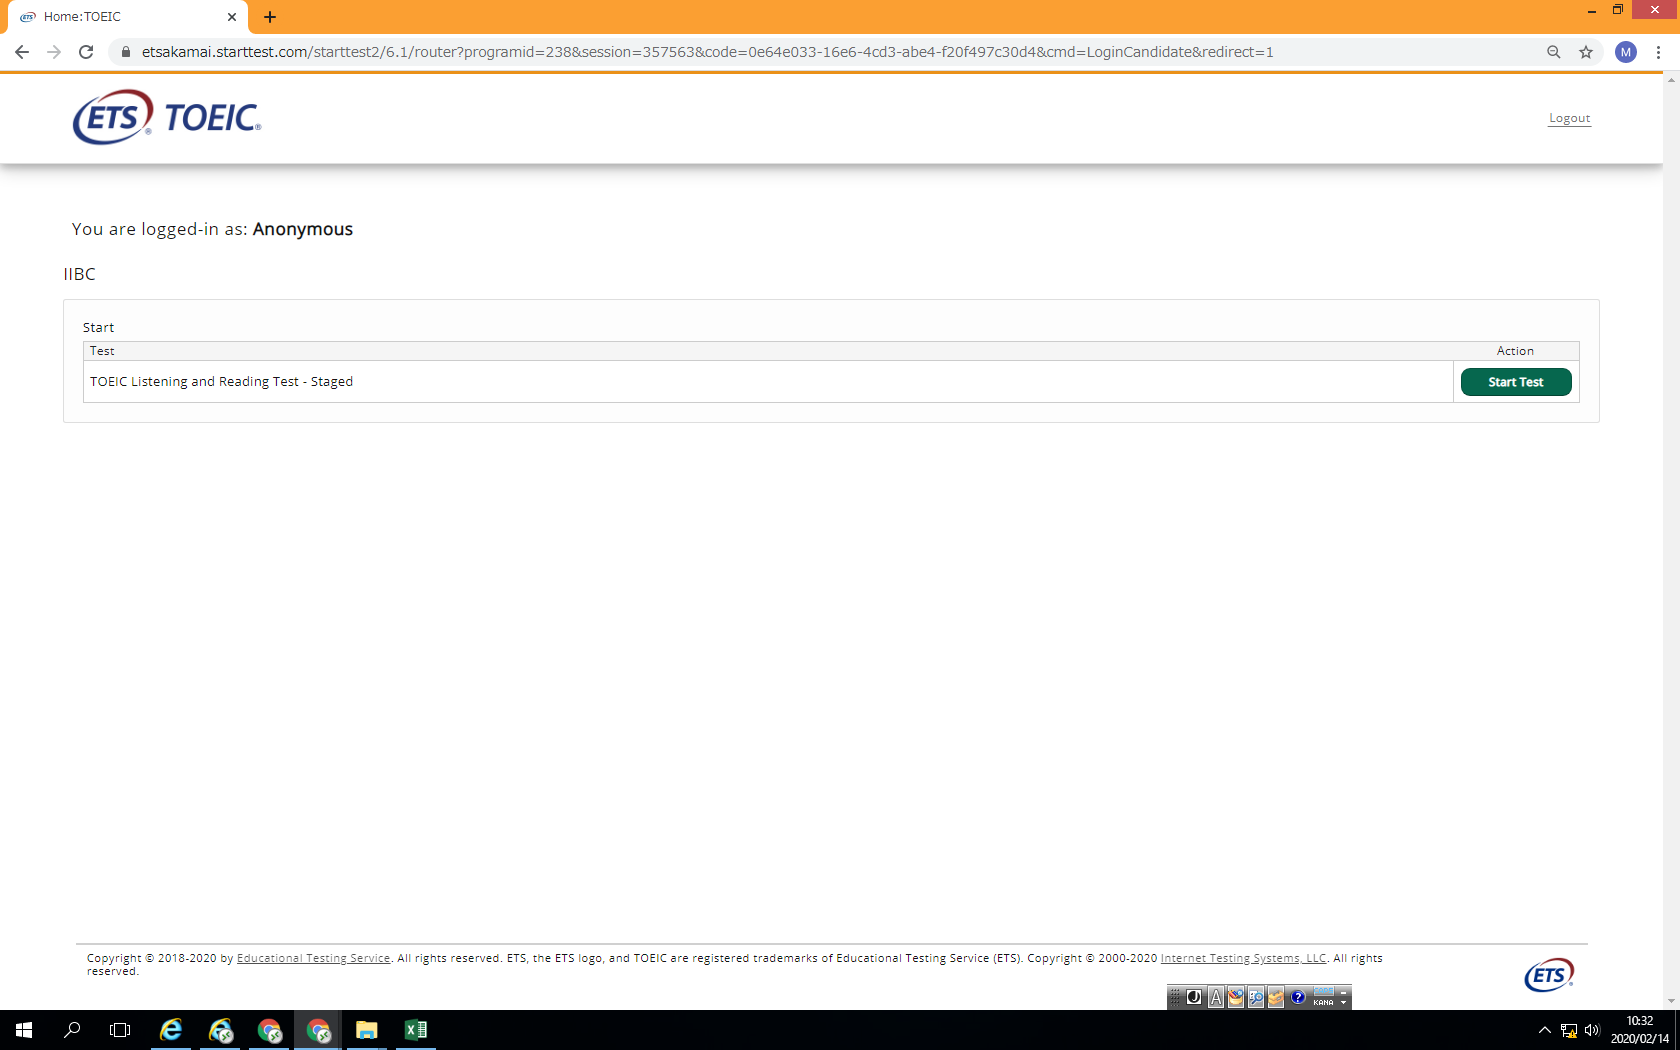 Home:TOEIC
etsakamai.starttest.com/starttest2/6.1/router?programid=238&session=357563&code=0e64e033-16e6-4cd3-abe4-f20f497c30d4&cmd=LoginCandidate&redirect=1
M
ETS® TOEIC®
Logout
You are logged-in as: Anonymous
IIBC
Start
Test Action
TOEIC Listening and Reading Test - Staged Start Test
Copyright © 2018-2020 by Educational Testing Service. All rights reserved. ETS, the ETS logo, and TOEIC are registered trademarks of Educational Testing Service (ETS). Copyright © 2000-2020 Internet Testing Systems, LLC. All rights
reserved.
ETS®
A ? CAPS
KANA
10:32
2020/02/14